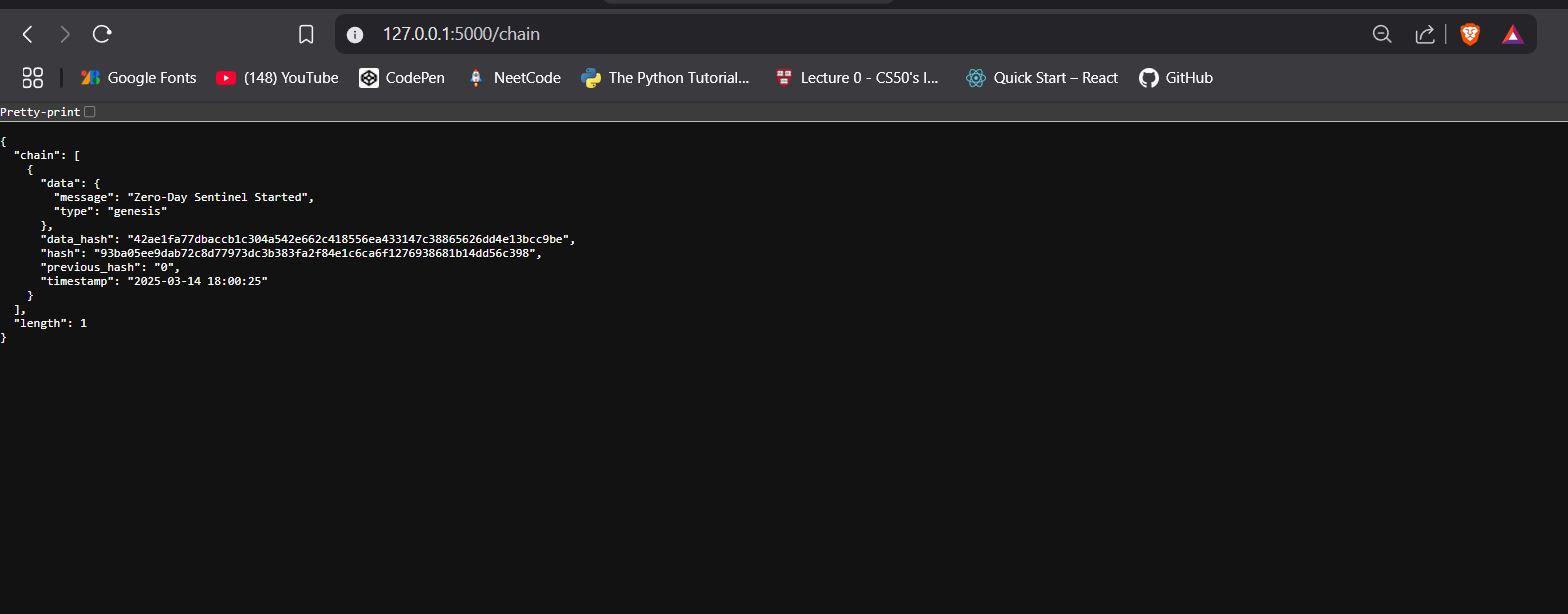 127.0.0.1:5000/chain
Google Fonts (148) YouTube CodePen NeetCode The Python Tutorial... Lecture 0 - CS50's I... Quick Start – React GitHub
Pretty-print
{
  "chain": [
    {
      "data": {
        "message": "Zero-Day Sentinel Started",
        "type": "genesis"
      },
      "data_hash": "42ae1fa77dbaccb1c304a542e662c418556ea433147c38865626dd4e13bcc9be",
      "hash": "93ba05ee9dab72c8d77973dc3b383fa2f84e1c6ca6f1276938681b14dd56c398",
      "previous_hash": "0",
      "timestamp": "2025-03-14 18:00:25"
    }
  ],
  "length": 1
}